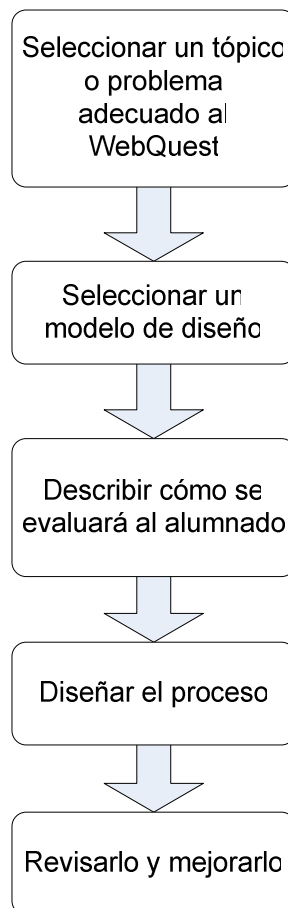 Seleccionar un tópico
o problema
adecuado al
WebQuest
Seleccionar un
modelo de diseño
Describir cómo se
evaluará al alumnado
Diseñar el proceso
Revisarlo y mejorarlo